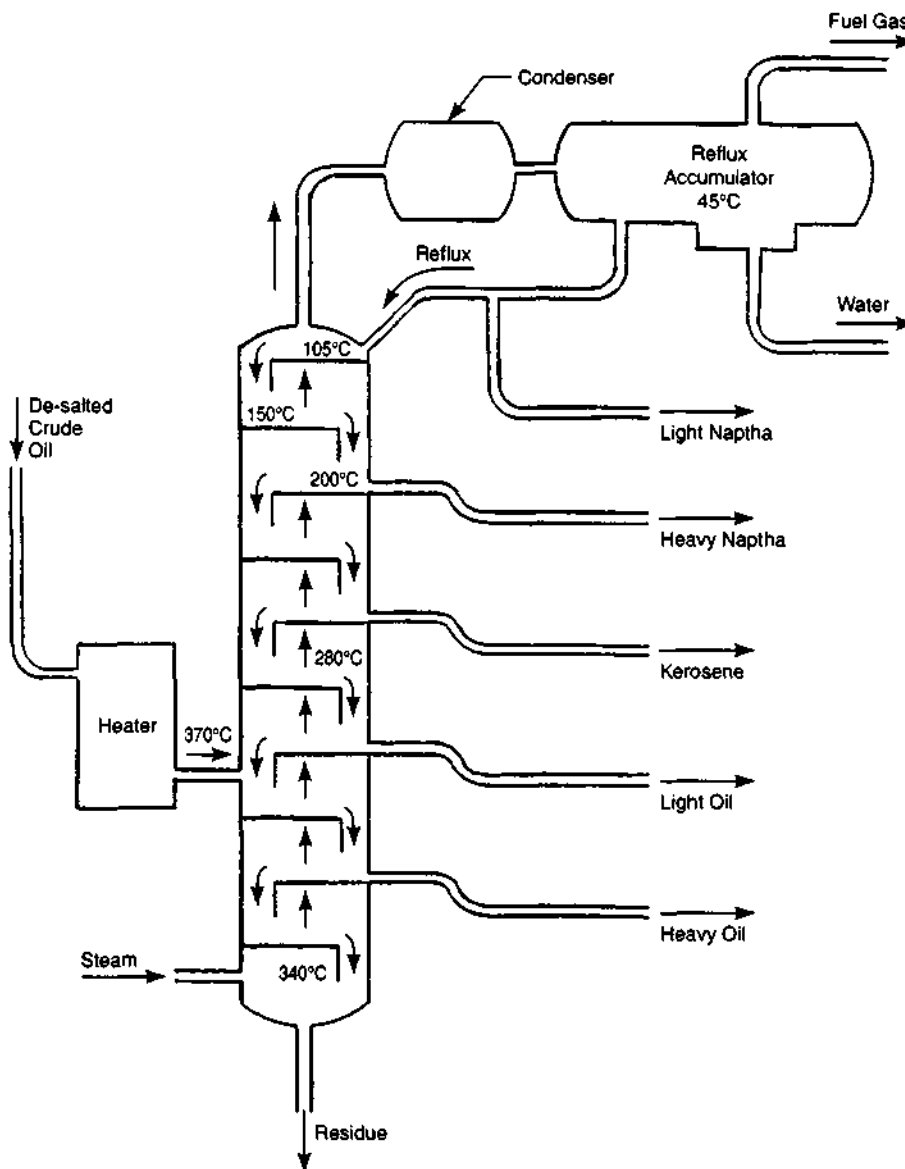 Fuel Gas
Condenser
Reflux
Accumulator
45°C
Reflux
Water
105°C
De-salted
Crude
Oil
150°C
Light Naptha
200°C
Heavy Naptha
280°C
Kerosene
Heater
370°C
Light Oil
Heavy Oil
Steam
340°C
Residue